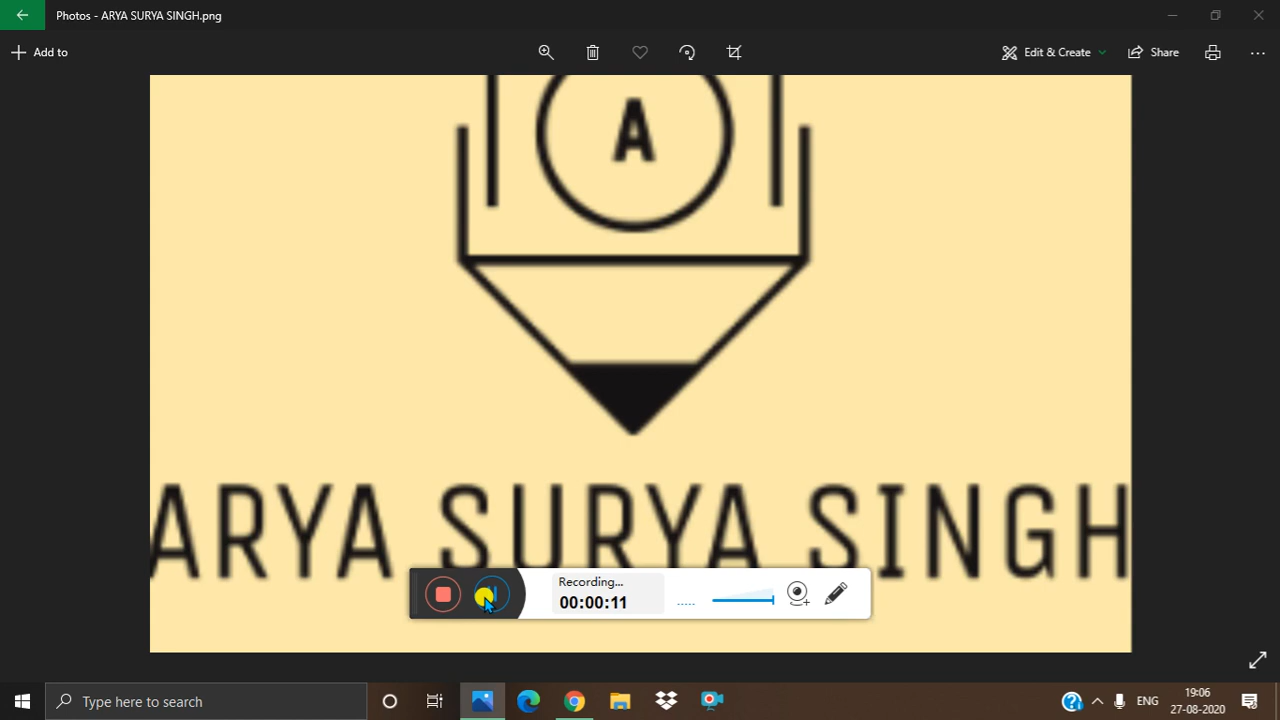 Photos - ARYA SURYA SINGH.png
Add to
Edit & Create
Share
A
ARYA SURYA SINGH
Recording...
00:00:11
Type here to search
ENG
19:06
27-08-2020